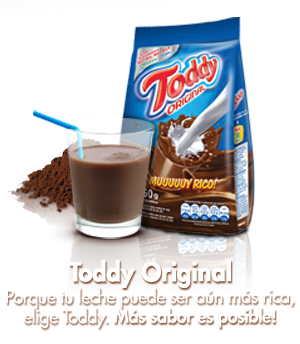 Toddy
ORIGINAL
¡MUUUUUY RICO!
Toddy Original
Porque tu leche puede ser aún más rica,
elige Toddy. Más sabor es posible!